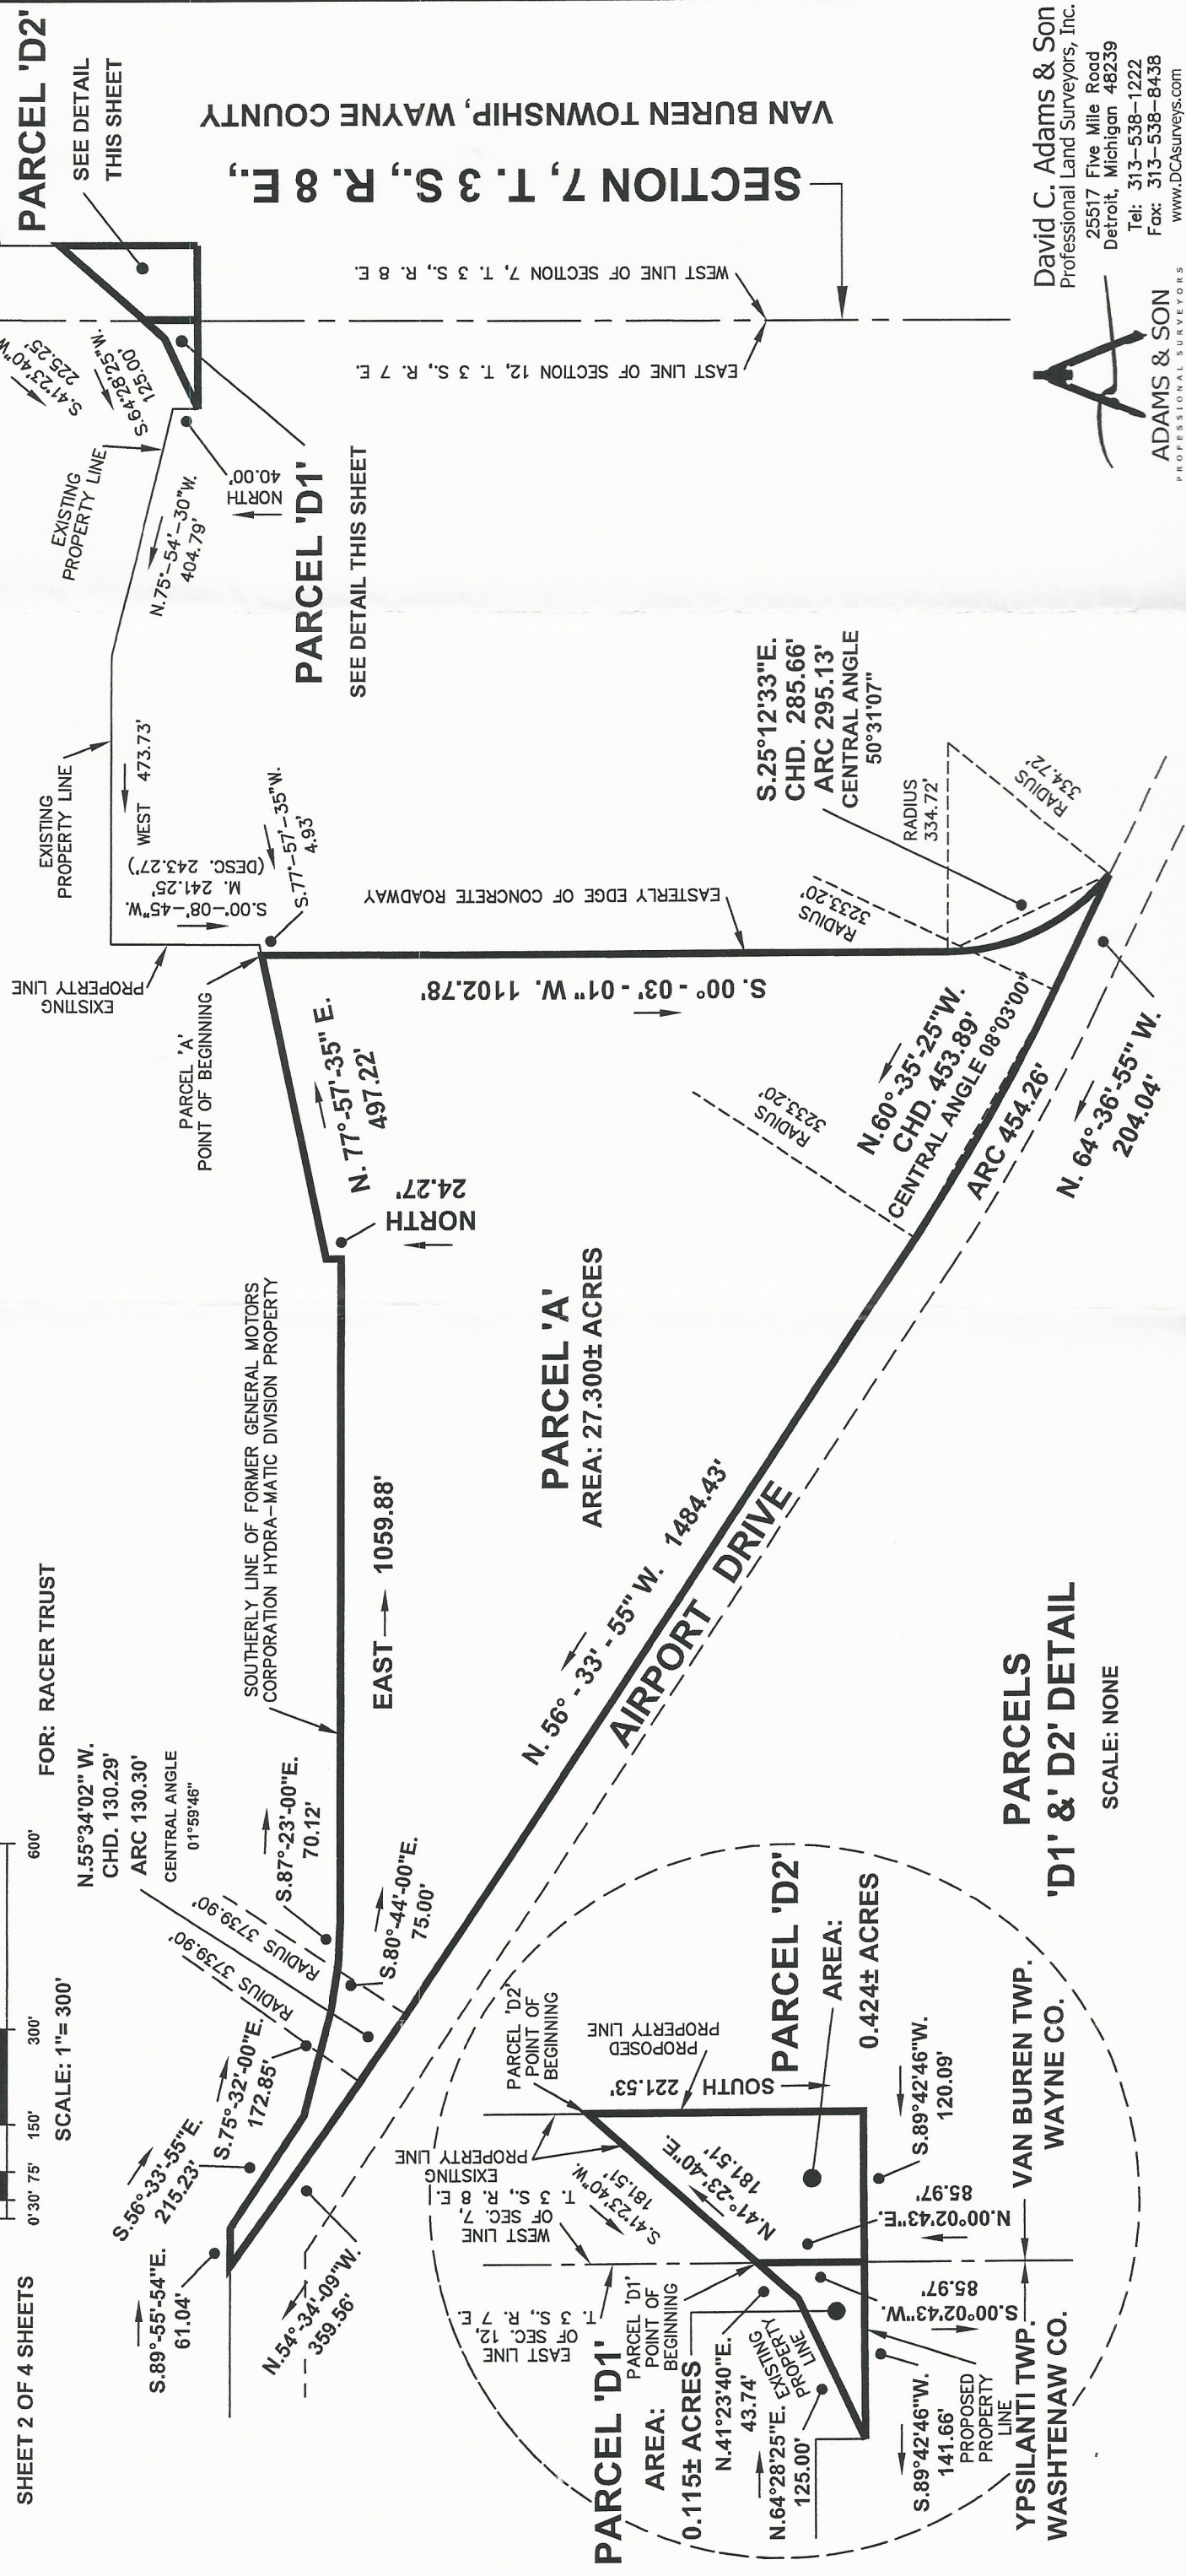 SHEET 2 OF 4 SHEETS
0' 30' 75' 150' 300' 600'
SCALE: 1"= 300'
FOR: RACER TRUST
N.55°34'02" W.
CHD. 130.29'
ARC 130.30'
CENTRAL ANGLE
01°59'46"
S.89°-55'-54"E.
61.04'
S.56°-33'-55"E.
215.23'
S.75°-32'-00"E.
172.85'
RADIUS 3739.90'
RADIUS 3739.90'
S.87°-23'-00"E.
70.12'
S.80°-44'-00"E.
75.00'
N.54°-34'-09"W.
359.56'
SOUTHERLY LINE OF FORMER GENERAL MOTORS
CORPORATION HYDRA-MATIC DIVISION PROPERTY
EAST 1059.88'
NORTH
24.27'
N. 77°-57'-35" E.
497.22'
PARCEL 'A'
POINT OF BEGINNING
EXISTING
PROPERTY LINE
S.00°-08'-45"W.
M. 241.25'
(DESC. 243.27')
S.77°-57'-35"W.
4.93'
EXISTING
PROPERTY LINE
WEST 473.73'
EXISTING
PROPERTY LINE
N.75°-54'-30"W.
404.79'
NORTH
40.00'
S.64°28'25"W.
125.00'
S.41°23'40"W
225.25'
PARCEL 'D1'
SEE DETAIL THIS SHEET
PARCEL 'D2'
SEE DETAIL
THIS SHEET
VAN BUREN TOWNSHIP, WAYNE COUNTY
SECTION 7, T. 3 S., R. 8 E.,
WEST LINE OF SECTION 7, T. 3 S., R. 8 E.
EAST LINE OF SECTION 12, T. 3 S., R. 7 E.
PARCEL 'A'
AREA: 27.300± ACRES
S. 00° - 03' - 01" W. 1102.78'
EASTERLY EDGE OF CONCRETE ROADWAY
S.25°12'33"E.
CHD. 285.66'
ARC 295.13'
CENTRAL ANGLE
50°31'07"
RADIUS
334.72'
RADIUS
334.72'
RADIUS
3233.20'
RADIUS
3233.20'
N.60°-35'-25"W.
CHD. 453.89'
CENTRAL ANGLE 08°03'00"
ARC 454.26'
N. 64°-36'-55" W.
204.04'
N. 56° - 33' - 55" W. 1484.43'
AIRPORT DRIVE
PARCELS
'D1' &' D2' DETAIL
SCALE: NONE
PARCEL 'D2'
POINT OF
BEGINNING
PROPOSED
PROPERTY LINE
SOUTH 221.53'
PARCEL 'D2'
AREA:
0.424± ACRES
EXISTING
PROPERTY LINE
WEST LINE
OF SEC. 7,
T. 3 S., R. 8 E.
S.41°23'40"W.
181.51'
N.41°-23'-40"E.
181.51'
EAST LINE
OF SEC. 12,
T. 3 S., R. 7 E.
PARCEL 'D1'
POINT OF
BEGINNING
PARCEL 'D1'
AREA:
0.115± ACRES
N.41°23'40"E.
43.74'
N.64°28'25"E.
125.00'
EXISTING
PROPERTY
LINE
N.00°02'43"E.
85.97'
S.00°02'43"W.
85.97'
S.89°42'46"W.
120.09'
S.89°42'46"W.
141.66'
PROPOSED
PROPERTY
LINE
YPSILANTI TWP.
WASHTENAW CO.
VAN BUREN TWP.
WAYNE CO.
ADAMS & SON
PROFESSIONAL SURVEYORS
David C. Adams & Son
Professional Land Surveyors, Inc.
25517 Five Mile Road
Detroit, Michigan 48239
Tel: 313-538-1222
Fax: 313-538-8438
www.DCAsurveys.com